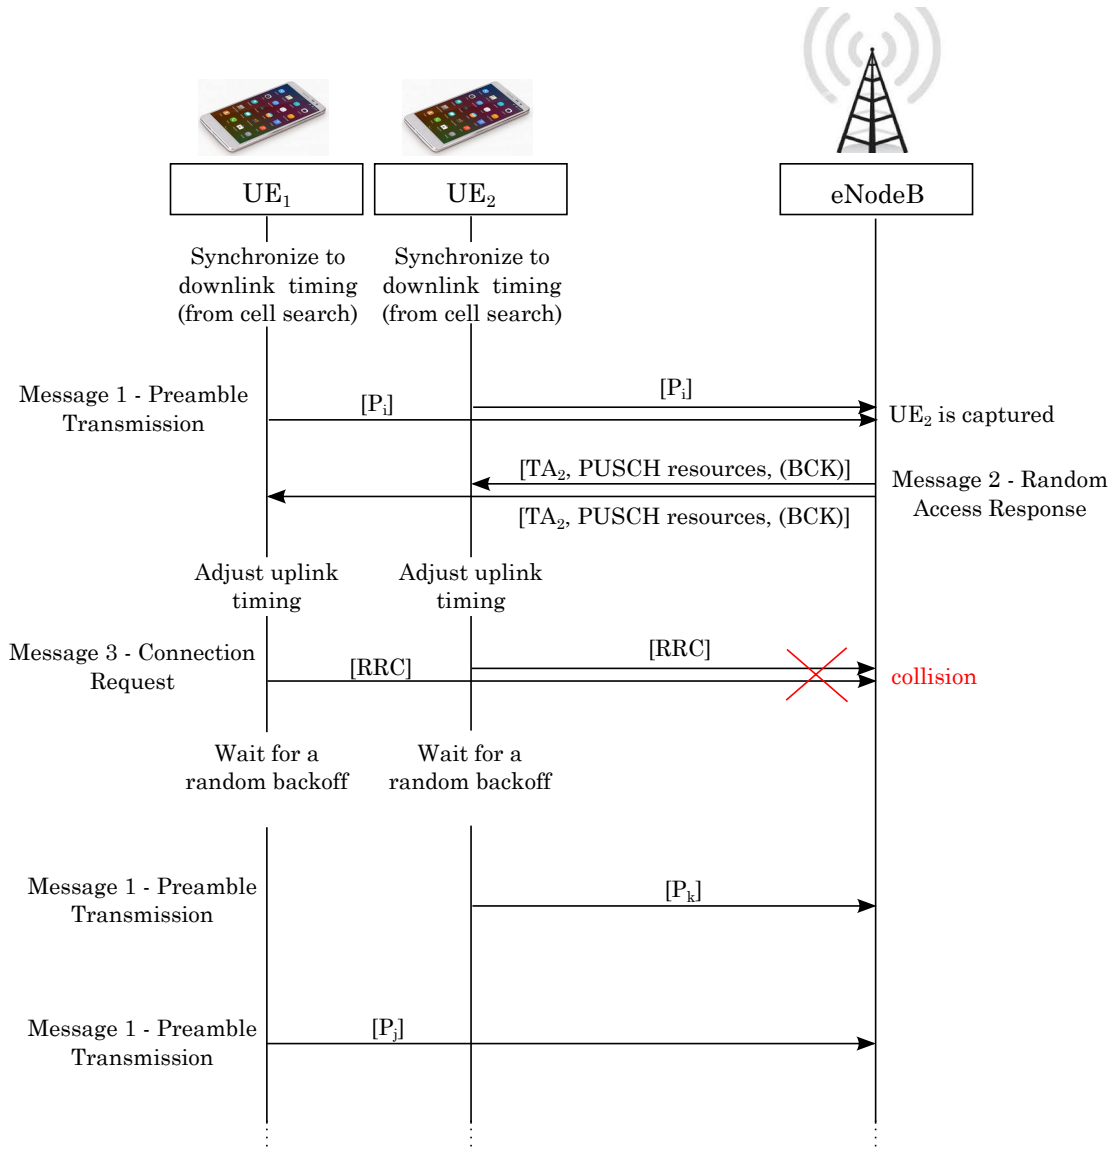 UE1
UE2
eNodeB
Synchronize to
downlink timing
(from cell search)
Synchronize to
downlink timing
(from cell search)
Message 1 - Preamble
Transmission
[Pi]
[Pi]
UE2 is captured
[TA2, PUSCH resources, (BCK)]
[TA2, PUSCH resources, (BCK)]
Message 2 - Random
Access Response
Adjust uplink
timing
Adjust uplink
timing
Message 3 - Connection
Request
[RRC]
[RRC]
collision
Wait for a
random backoff
Wait for a
random backoff
Message 1 - Preamble
Transmission
[Pk]
Message 1 - Preamble
Transmission
[Pj]